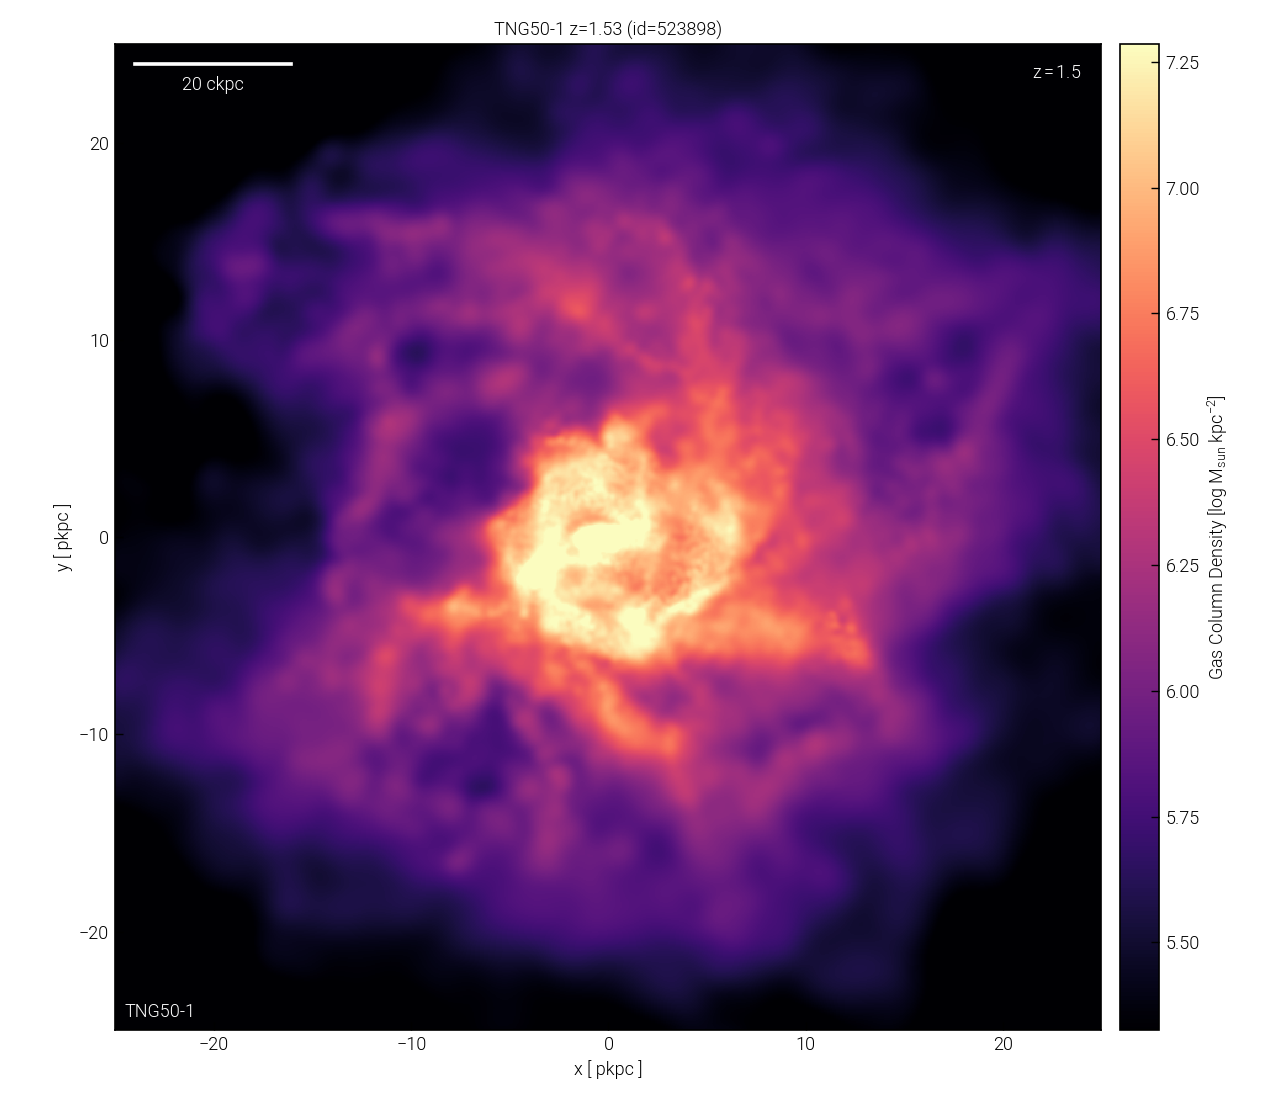 TNG50-1 z=1.53 (id=523898)
20 ckpc
z=1.5
TNG50-1
y [ pkpc ]
20
10
0
−10
−20
−20
−10
0
10
20
x [ pkpc ]
7.25
7.00
6.75
6.50
6.25
6.00
5.75
5.50
Gas Column Density [log M_sun kpc⁻²]